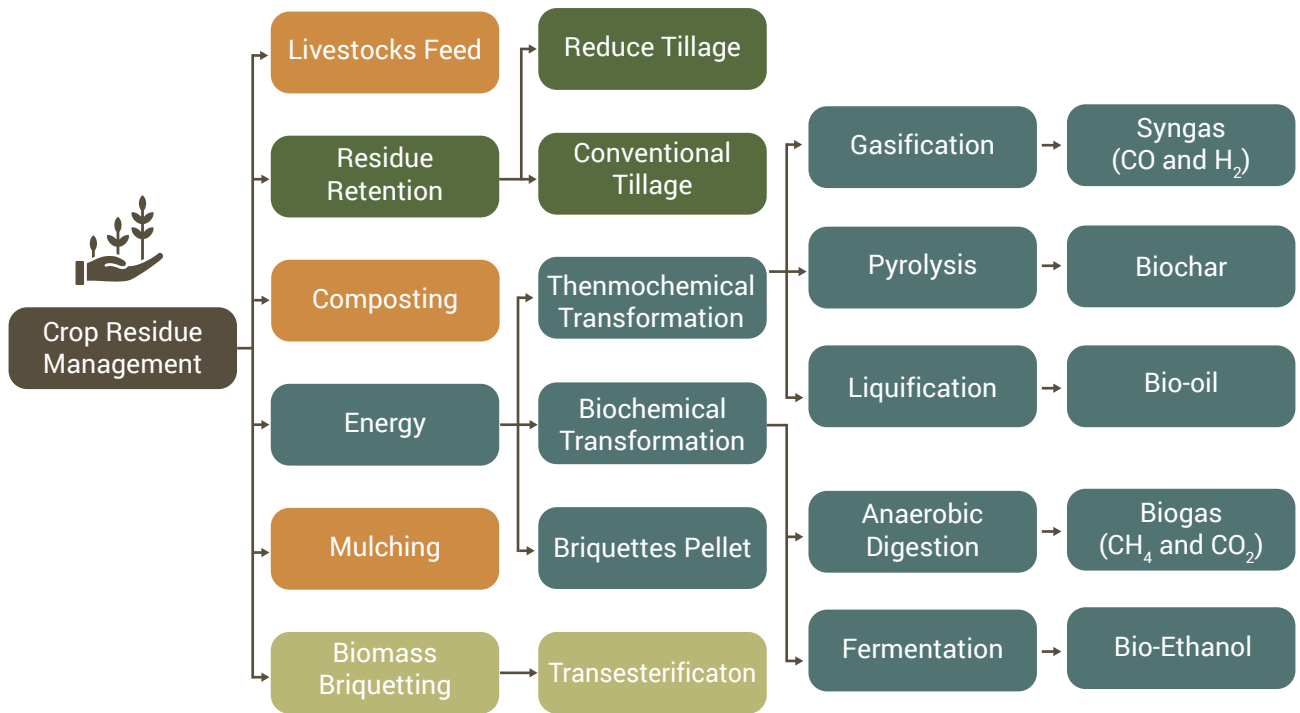 Crop Residue
Management
Livestocks Feed
Residue
Retention
Composting
Energy
Mulching
Biomass
Briquetting
Reduce Tillage
Conventional
Tillage
Thenmochemical
Transformation
Biochemical
Transformation
Briquettes Pellet
Transesterificaton
Gasification
Pyrolysis
Liquification
Anaerobic
Digestion
Fermentation
Syngas
(CO and H₂)
Biochar
Bio-oil
Biogas
(CH₄ and CO₂)
Bio-Ethanol